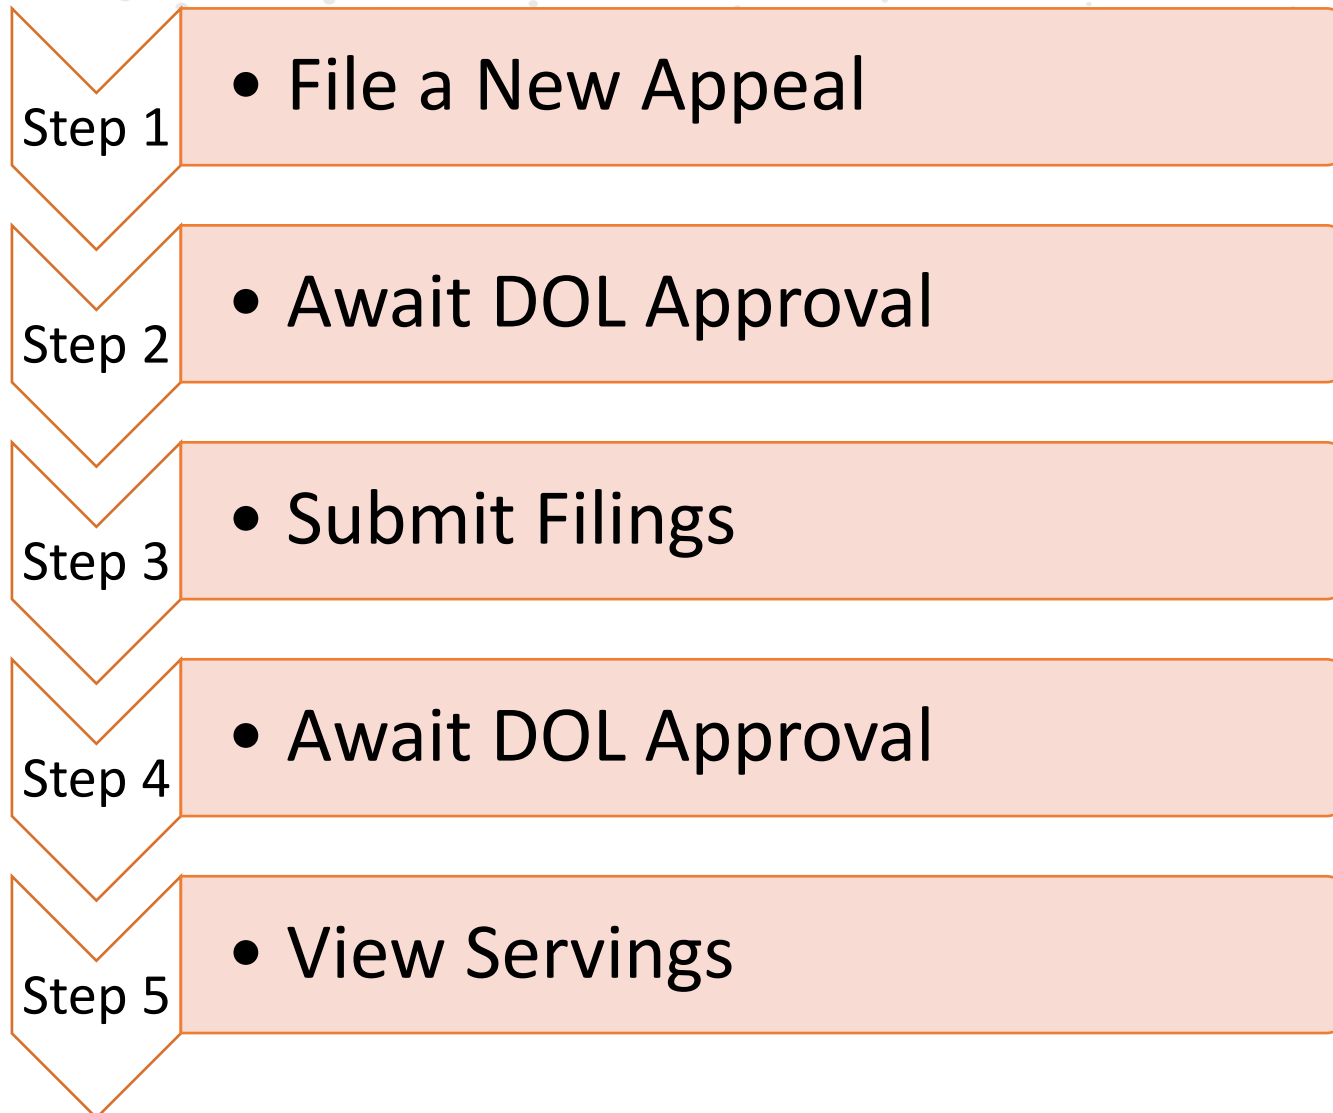 Step 1
• File a New Appeal
Step 2
• Await DOL Approval
Step 3
• Submit Filings
Step 4
• Await DOL Approval
Step 5
• View Servings